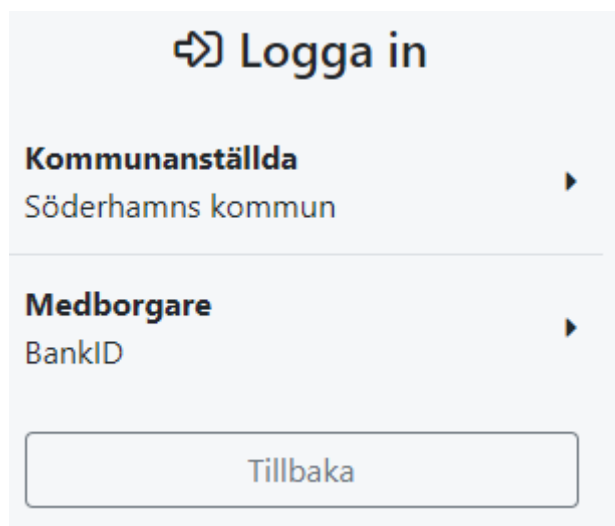 Logga in
Kommunanställda
Söderhamns kommun
Medborgare
BankID
Tillbaka